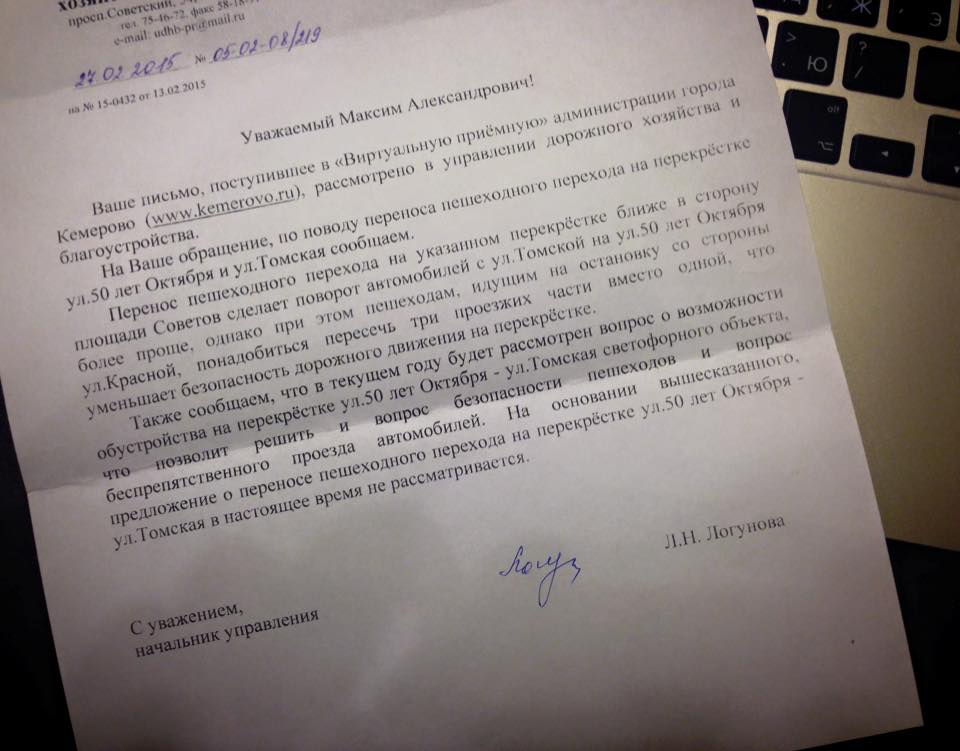 просп.Советский, 54,
тел. 75-46-72, факс 58-18-
e-mail: udhb-pr@mail.ru
27 02 2015 № 05-02-08/219
на № 15-0432 от 13.02.2015
Уважаемый Максим Александрович!
Ваше письмо, поступившее в «Виртуальную приёмную» администрации города
Кемерово (www.kemerovo.ru), рассмотрено в управлении дорожного хозяйства и
благоустройства.
На Ваше обращение, по поводу переноса пешеходного перехода на перекрёстке
ул.50 лет Октября и ул.Томская сообщаем.
Перенос пешеходного перехода на указанном перекрёстке ближе в сторону
площади Советов сделает поворот автомобилей с ул.Томской на ул.50 лет Октября
более проще, однако при этом пешеходам, идущим на остановку со стороны
ул.Красной, понадобиться пересечь три проезжих части вместо одной, что
уменьшает безопасность дорожного движения на перекрёстке.
Также сообщаем, что в текущем году будет рассмотрен вопрос о возможности
обустройства на перекрёстке ул.50 лет Октября - ул.Томская светофорного объекта,
что позволит решить и вопрос безопасности пешеходов и вопрос
беспрепятственного проезда автомобилей. На основании вышесказанного,
предложение о переносе пешеходного перехода на перекрёстке ул.50 лет Октября -
ул.Томская в настоящее время не рассматривается.
С уважением,
начальник управления
Л.Н. Логунова
Ж
Э
>
.
Ю
?
/